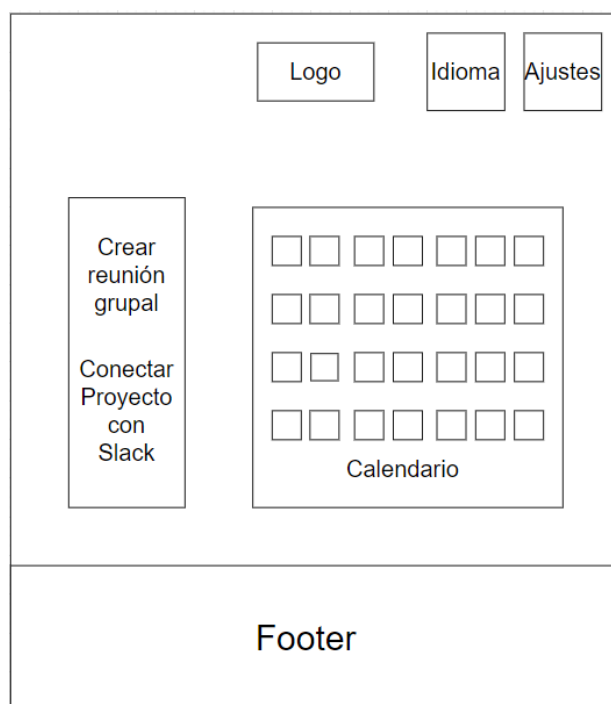 Logo
Idioma
Ajustes
Crear
reunión
grupal
Conectar
Proyecto
con
Slack
Calendario
Footer